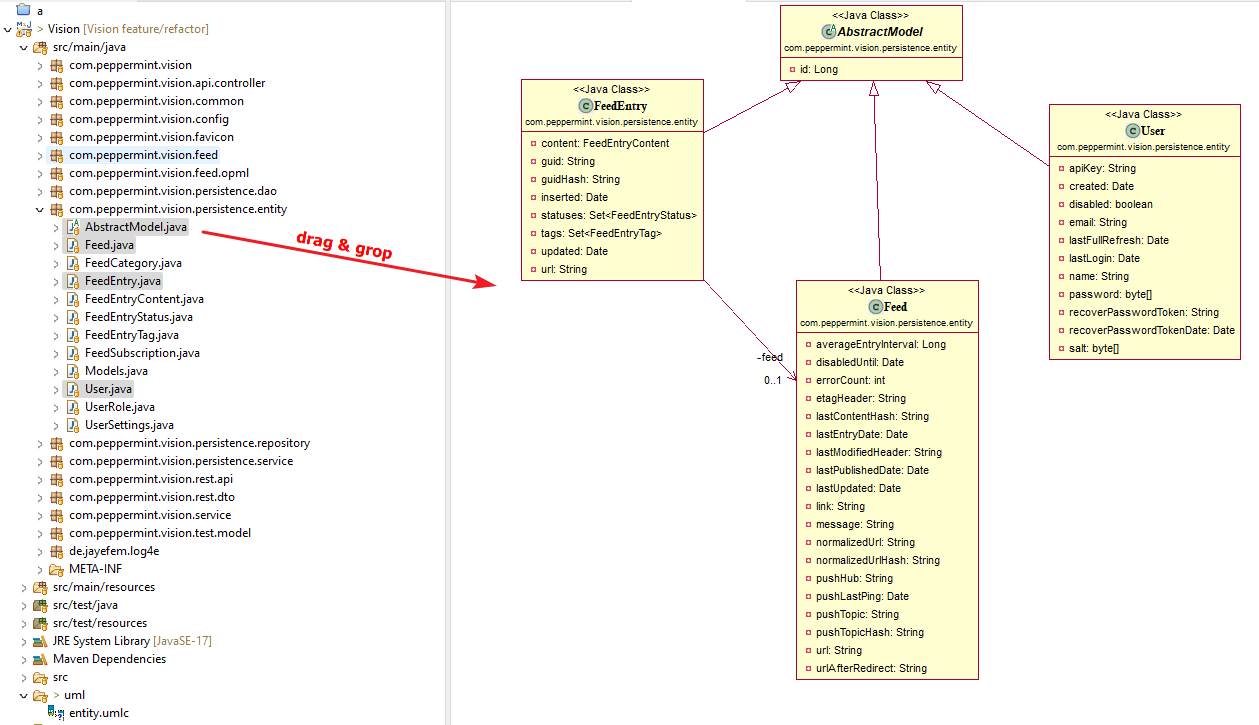 a
> Vision [Vision feature/refactor]
src/main/java
com.peppermint.vision
com.peppermint.vision.api.controller
com.peppermint.vision.common
com.peppermint.vision.config
com.peppermint.vision.favicon
com.peppermint.vision.feed
com.peppermint.vision.feed.opml
com.peppermint.vision.persistence.dao
com.peppermint.vision.persistence.entity
AbstractModel.java
Feed.java
FeedCategory.java
FeedEntry.java
FeedEntryContent.java
FeedEntryStatus.java
FeedEntryTag.java
FeedSubscription.java
Models.java
User.java
UserRole.java
UserSettings.java
com.peppermint.vision.persistence.repository
com.peppermint.vision.persistence.service
com.peppermint.vision.rest.api
com.peppermint.vision.rest.dto
com.peppermint.vision.service
com.peppermint.vision.test.model
de.jayefem.log4e
META-INF
src/main/resources
src/test/java
src/test/resources
JRE System Library [JavaSE-17]
Maven Dependencies
src
> uml
entity.umlc
drag & grop
<<Java Class>>
AbstractModel
com.peppermint.vision.persistence.entity
id: Long
<<Java Class>>
FeedEntry
com.peppermint.vision.persistence.entity
content: FeedEntryContent
guid: String
guidHash: String
inserted: Date
statuses: Set<FeedEntryStatus>
tags: Set<FeedEntryTag>
updated: Date
url: String
-feed
0..1
<<Java Class>>
Feed
com.peppermint.vision.persistence.entity
averageEntryInterval: Long
disabledUntil: Date
errorCount: int
etagHeader: String
lastContentHash: String
lastEntryDate: Date
lastModifiedHeader: String
lastPublishedDate: Date
lastUpdated: Date
link: String
message: String
normalizedUrl: String
normalizedUrlHash: String
pushHub: String
pushLastPing: Date
pushTopic: String
pushTopicHash: String
url: String
urlAfterRedirect: String
<<Java Class>>
User
com.peppermint.vision.persistence.entity
apiKey: String
created: Date
disabled: boolean
email: String
lastFullRefresh: Date
lastLogin: Date
name: String
password: byte[]
recoverPasswordToken: String
recoverPasswordTokenDate: Date
salt: byte[]